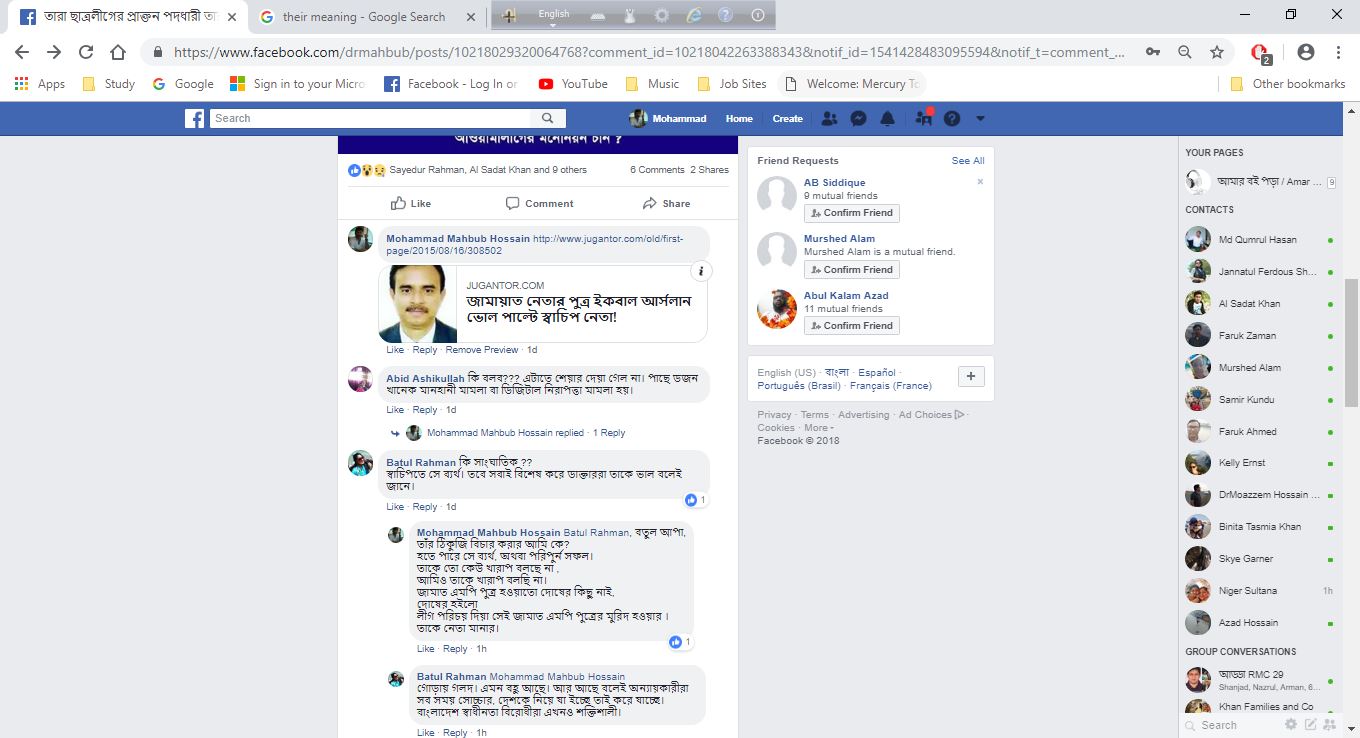 তারা ছাত্রলীগের প্রাক্তন পদধারী
their meaning - Google Search
English
https://www.facebook.com/drmahbub/posts/10218029320064768?comment_id=10218042263388343&notif_id=1541428483095594&notif_t=comment_...
2
Apps
Study
Google
Sign in to your Micro
Facebook - Log In or
YouTube
Music
Job Sites
Welcome: Mercury To
Other bookmarks
Search
Mohammad
Home
Create
আওয়ামীলীগের মনোনয়ন চান ?
Sayedur Rahman, Al Sadat Khan and 9 others
6 Comments 2 Shares
Like
Comment
Share
Mohammad Mahbub Hossain http://www.jugantor.com/old/first-
page/2015/08/16/308502
JUGANTOR.COM
জামায়াত নেতার পুত্র ইকবাল আর্সলান
ভোল পাল্টে স্বাচিপ নেতা!
Like · Reply · Remove Preview · 1d
Abid Ashikullah কি বলব??? এটাতে শেয়ার দেয়া গেল না। পাছে ডজন
খানেক মানহানী মামলা বা ডিজিটাল নিরাপত্তা মামলা হয়।
Like · Reply · 1d
Mohammad Mahbub Hossain replied · 1 Reply
Batul Rahman কি সাংঘাতিক ??
স্বাচিপতে সে ব্যর্থ। তবে সবাই বিশেষ করে ডাক্তাররা তাকে ভাল বলেই
জানে।
1
Like · Reply · 1d
Mohammad Mahbub Hossain Batul Rahman, বতুল আপা,
তাঁর ঠিকুজি বিচার করার আমি কে?
হতে পারে সে ব্যর্থ, অথবা পরিপুর্ন সফল।
তাকে তো কেউ খারাপ বলছে না ,
আমিও তাকে খারাপ বলছি না।
জামাত এমপি পুত্র হওয়াতো দোষের কিছু নাই,
দোষের হইলো
লীগ পরিচয় দিয়া সেই জামাত এমপি পুত্রের মুরিদ হওয়ার ।
তাকে নেতা মানার।
1
Like · Reply · 1h
Batul Rahman Mohammad Mahbub Hossain
গোড়ায় গলদ। এমন বহু আছে। আর আছে বলেই অন্যায়কারীরা
সব সময় সোচ্চার, দেশকে নিয়ে যা ইচ্ছে তাই করে যাচ্ছে।
বাংলাদেশ স্বাধীনতা বিরোধীরা এখনও শক্তিশালী।
Like · Reply · 1h
Friend Requests
See All
AB Siddique
9 mutual friends
Confirm Friend
Murshed Alam
Murshed Alam is a mutual friend.
Confirm Friend
Abul Kalam Azad
11 mutual friends
Confirm Friend
English (US) · বাংলা · Español ·
Português (Brasil) · Français (France)
Privacy · Terms · Advertising · Ad Choices ·
Cookies · More
Facebook © 2018
YOUR PAGES
আমার বই পড়া / Amar ...
9
CONTACTS
Md Qumrul Hasan
Jannatul Ferdous Sh...
Al Sadat Khan
Faruk Zaman
Murshed Alam
Samir Kundu
Faruk Ahmed
Kelly Ernst
DrMoazzem Hossain ...
Binita Tasmia Khan
Skye Garner
Niger Sultana
1h
Azad Hossain
GROUP CONVERSATIONS
আড্ডা RMC 29
Shanjad, Nazrul, Arman, 6...
Khan Families and Co
Search